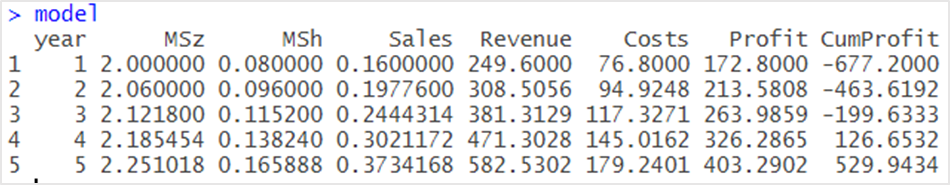 > model
year MSz MSh Sales Revenue Costs Profit CumProfit
1 1 2.000000 0.080000 0.1600000 249.6000 76.8000 172.8000 -677.2000
2 2 2.060000 0.096000 0.1977600 308.5056 94.9248 213.5808 -463.6192
3 3 2.121800 0.115200 0.2444314 381.3129 117.3271 263.9859 -199.6333
4 4 2.185454 0.138240 0.3021172 471.3028 145.0162 326.2865 126.6532
5 5 2.251018 0.165888 0.3734168 582.5302 179.2401 403.2902 529.9434